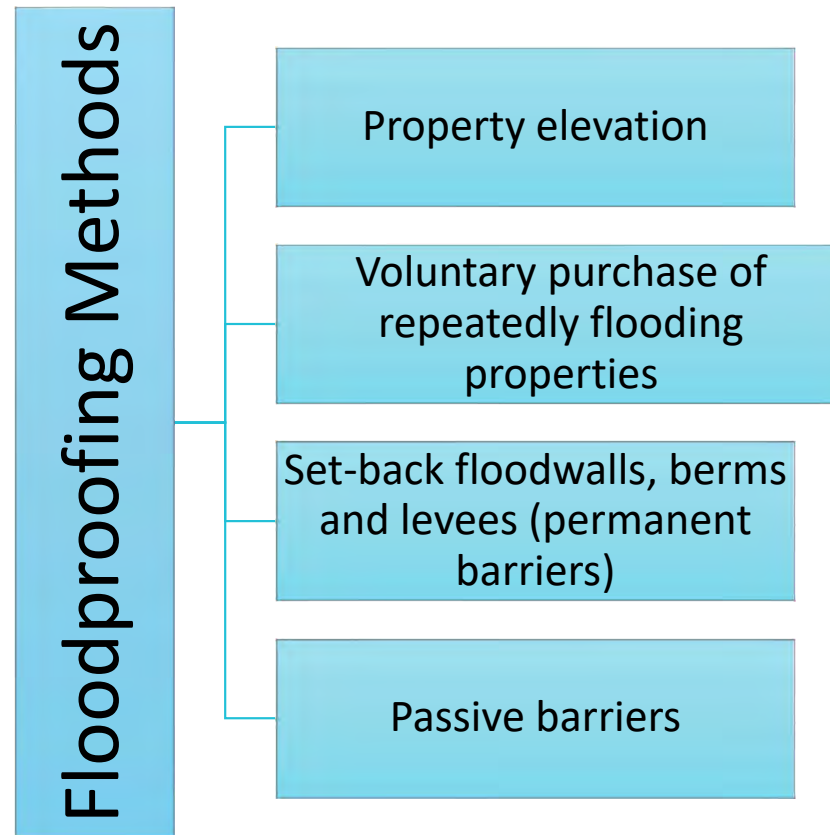 Floodproofing Methods
Property elevation
Voluntary purchase of
repeatedly flooding
properties
Set-back floodwalls, berms
and levees (permanent
barriers)
Passive barriers